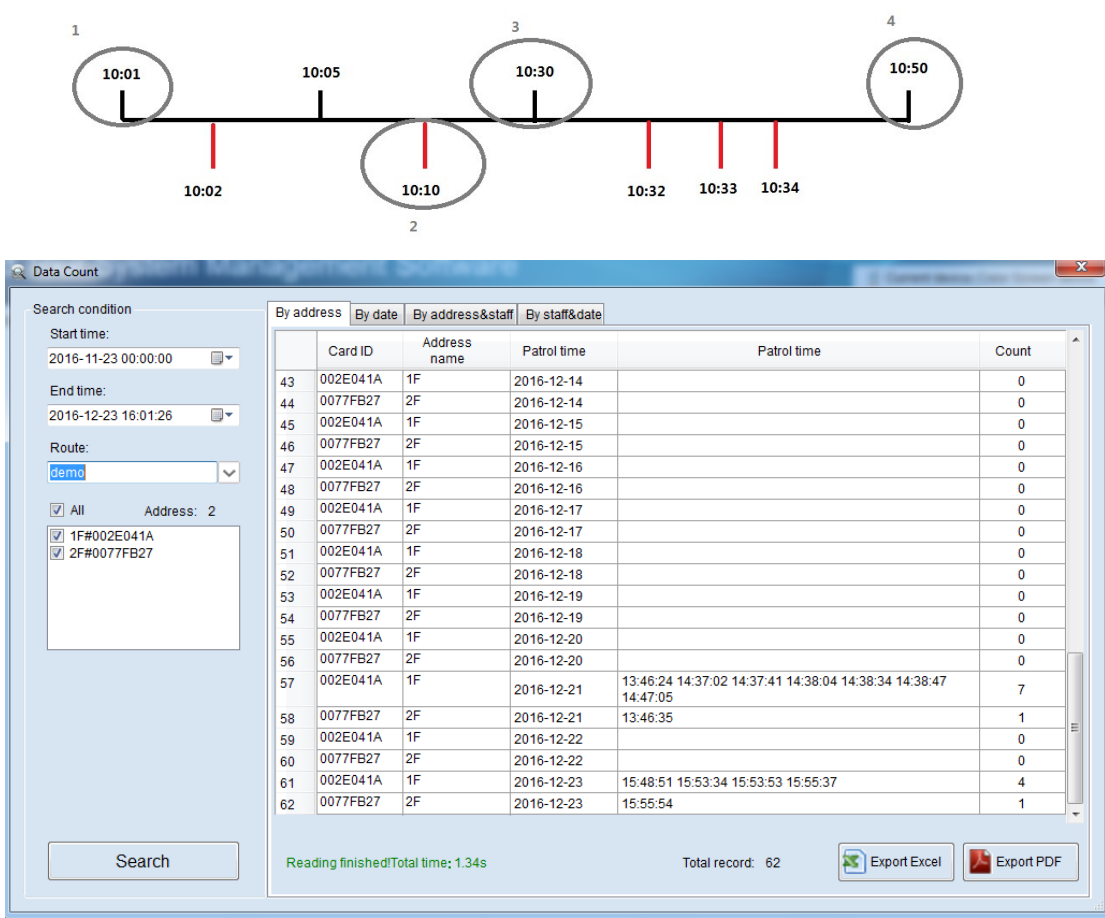 1
3
4
10:01
10:05
10:30
10:50
10:02
10:10
10:32
10:33
10:34
2
Data Count
Search condition
Start time:
2016-11-23 00:00:00
End time:
2016-12-23 16:01:26
Route:
demo
All Address: 2
1F#002E041A
2F#0077FB27
Search
By address By date By address&staff By staff&date
Card ID Address name Patrol time Patrol time Count
43 002E041A 1F 2016-12-14 0
44 0077FB27 2F 2016-12-14 0
45 002E041A 1F 2016-12-15 0
46 0077FB27 2F 2016-12-15 0
47 002E041A 1F 2016-12-16 0
48 0077FB27 2F 2016-12-16 0
49 002E041A 1F 2016-12-17 0
50 0077FB27 2F 2016-12-17 0
51 002E041A 1F 2016-12-18 0
52 0077FB27 2F 2016-12-18 0
53 002E041A 1F 2016-12-19 0
54 0077FB27 2F 2016-12-19 0
55 002E041A 1F 2016-12-20 0
56 0077FB27 2F 2016-12-20 0
57 002E041A 1F 2016-12-21 13:46:24 14:37:02 14:37:41 14:38:04 14:38:34 14:38:47 7
14:47:05
58 0077FB27 2F 2016-12-21 13:46:35 1
59 002E041A 1F 2016-12-22 0
60 0077FB27 2F 2016-12-22 0
61 002E041A 1F 2016-12-23 15:48:51 15:53:34 15:53:53 15:55:37 4
62 0077FB27 2F 2016-12-23 15:55:54 1
Reading finished!Total time: 1.34s Total record: 62 Export Excel Export PDF